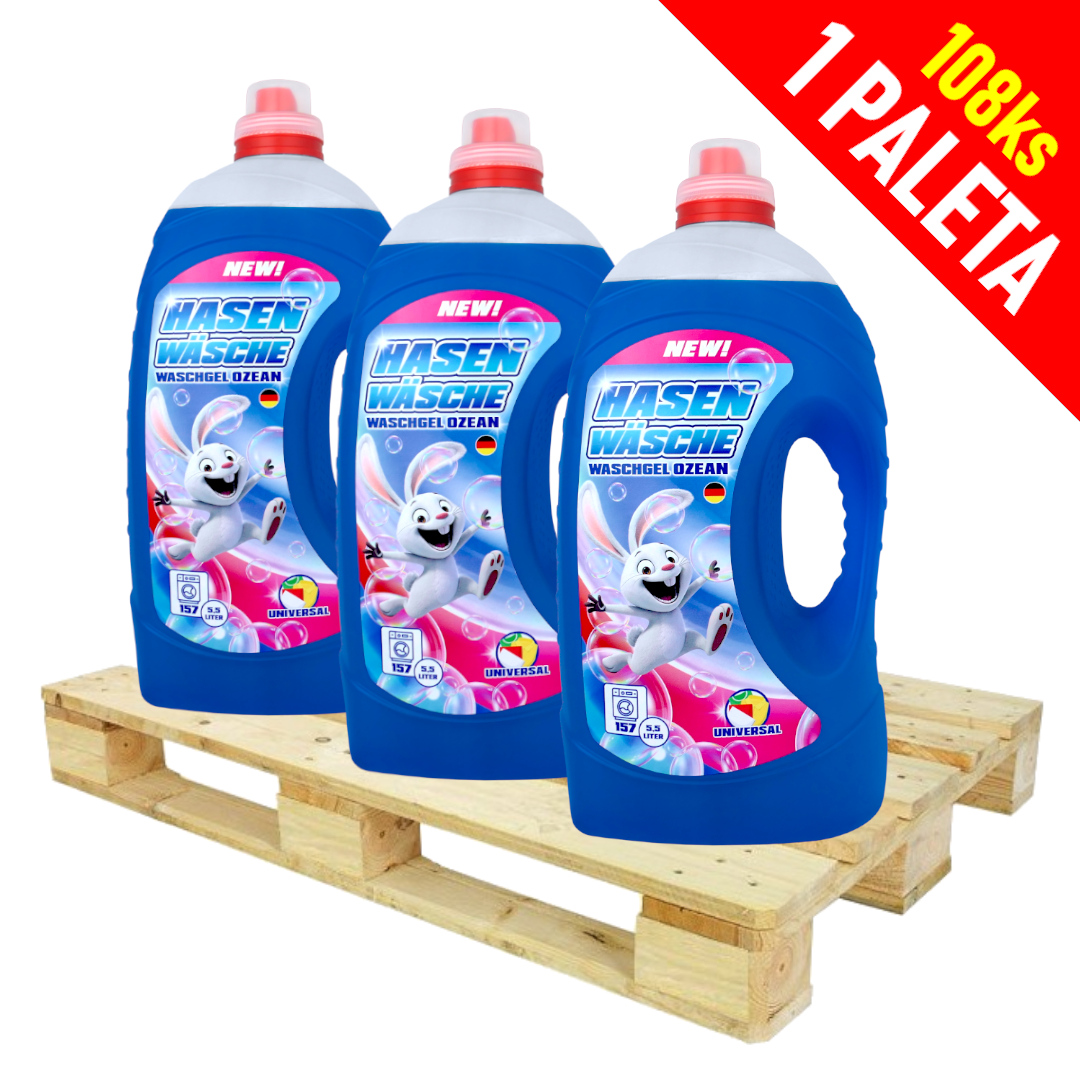 108ks
1 PALETA
NEW!
HASEN
WÄSCHE
WASCHGEL OZEAN
157
5,5
LITER
UNIVERSAL
NEW!
HASEN
WÄSCHE
WASCHGEL OZEAN
157
5,5
LITER
UNIVERSAL
NEW!
HASEN
WÄSCHE
WASCHGEL OZEAN
157
5,5
LITER
UNIVERSAL